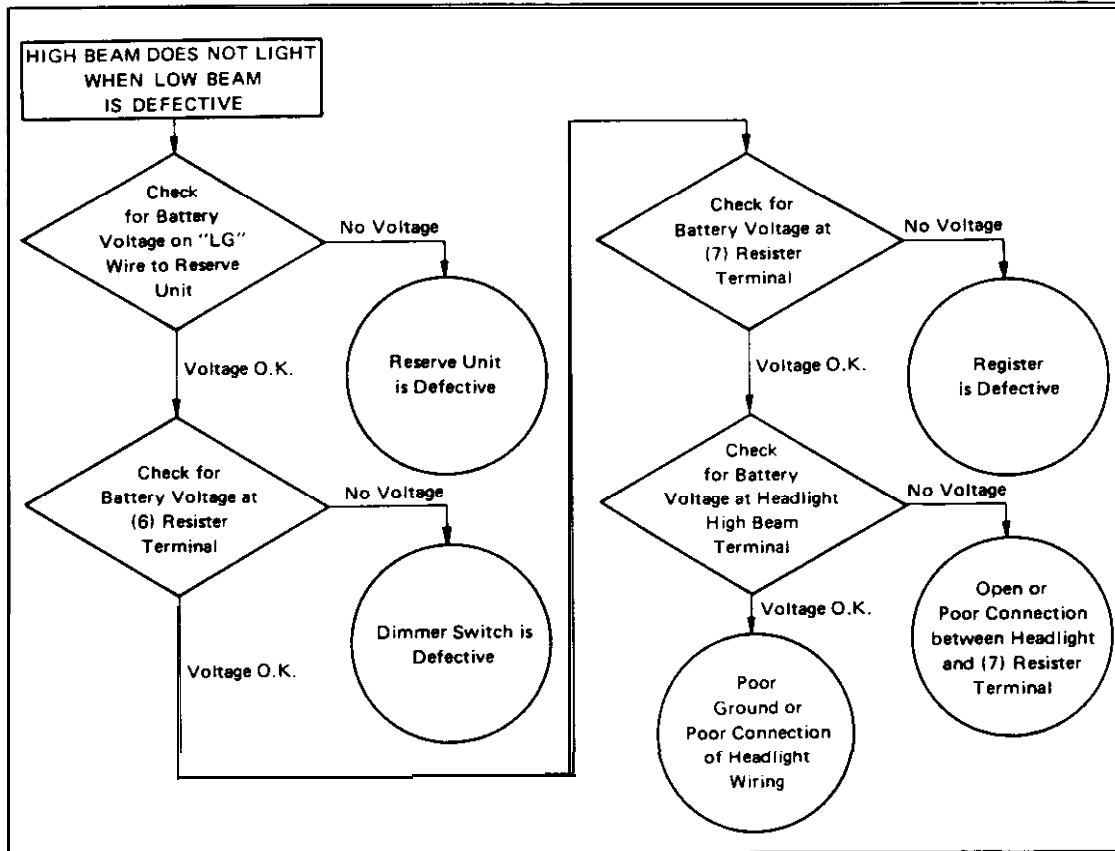 HIGH BEAM DOES NOT LIGHT
WHEN LOW BEAM
IS DEFECTIVE
Check
for Battery
Voltage on "LG"
Wire to Reserve
Unit
No Voltage
Reserve Unit
is Defective
Voltage O.K.
Check for
Battery Voltage at
(6) Resister
Terminal
No Voltage
Dimmer Switch is
Defective
Voltage O.K.
Check for
Battery Voltage at
(7) Resister
Terminal
No Voltage
Register
is Defective
Voltage O.K.
Check
for Battery
Voltage at Headlight
High Beam
Terminal
No Voltage
Open or
Poor Connection
between Headlight
and (7) Resister
Terminal
Voltage O.K.
Poor
Ground or
Poor Connection
of Headlight
Wiring